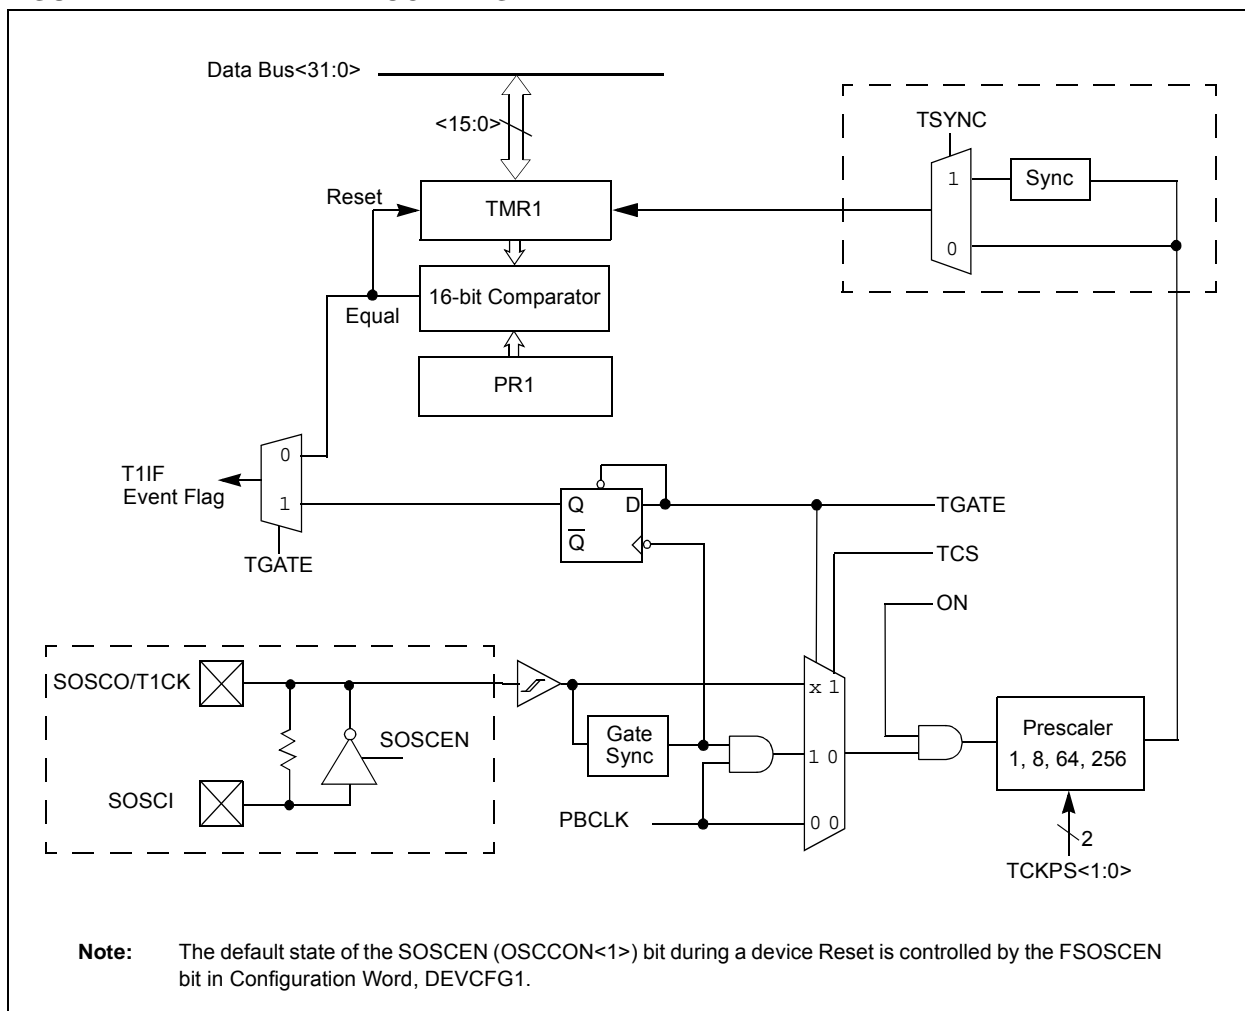 Data Bus<31:0>
<15:0>
TSYNC
1
Sync
Reset
TMR1
0
16-bit Comparator
Equal
PR1
0
T1IF
Event Flag
1
Q
D
TGATE
Q
TGATE
TCS
ON
SOSCO/T1CK
x 1
SOSCEN
Gate
Sync
1 0
Prescaler
1, 8, 64, 256
SOSCI
PBCLK
0 0
2
TCKPS<1:0>
Note: The default state of the SOSCEN (OSCCON<1>) bit during a device Reset is controlled by the FSOSCEN
bit in Configuration Word, DEVCFG1.